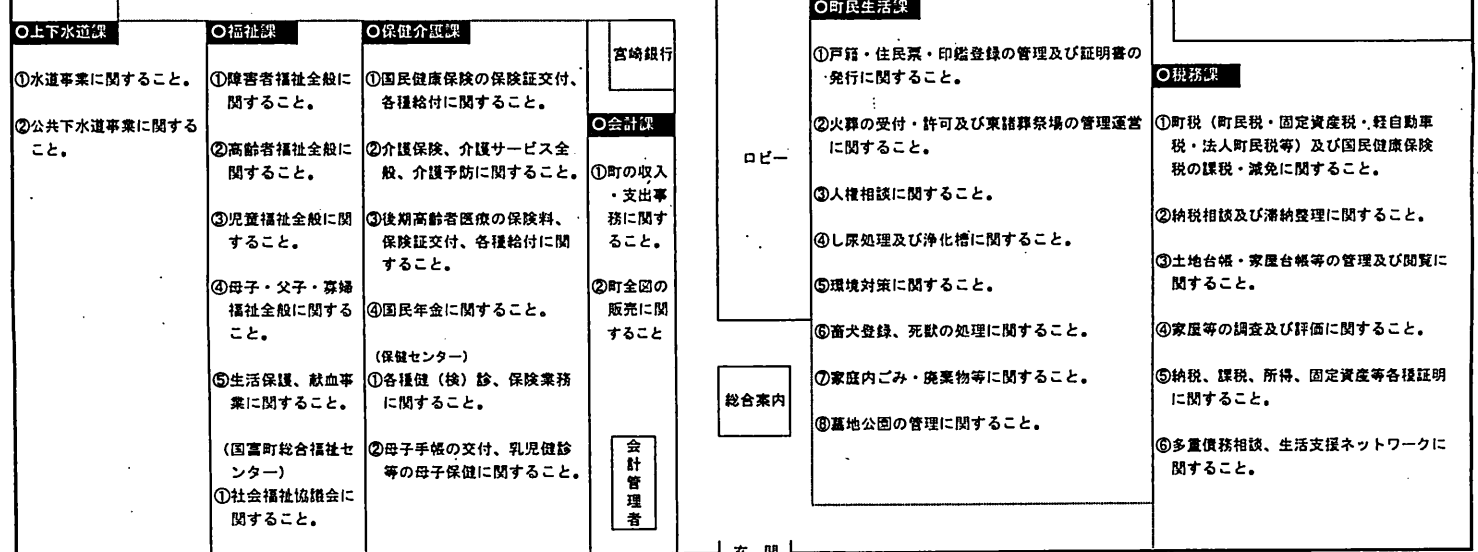 〇上下水道課
①水道事業に関すること。
②公共下水道事業に関する
こと。
〇福祉課
①障害者福祉全般に
関すること。
②高齢者福祉全般に
関すること。
③児童福祉全般に関
すること。
④母子・父子・寡婦
福祉全般に関する
こと。
⑤生活保護、献血事
業に関すること。
(国富町総合福祉セ
ンター)
①社会福祉協議会に
関すること。
〇保健介護課
①国民健康保険の保険証交付、
各種給付に関すること。
②介護保険、介護サービス全
般、介護予防に関すること。
③後期高齢者医療の保険料、
保険証交付、各種給付に関
すること。
④国民年金に関すること。
(保健センター)
①各種健(検)診、保険業務
に関すること。
②母子手帳の交付、乳児健診
等の母子保健に関すること。
宮崎銀行
〇会計課
①町の収入
・支出事
務に関す
ること。
②町全図の
販売に関
すること
会計管理者
ロビー
総合案内
玄関
〇町民生活課
①戸籍・住民票・印鑑登録の管理及び証明書の
発行に関すること。
②火葬の受付・許可及び東諸葬祭場の管理運営
に関すること。
③人権相談に関すること。
④し尿処理及び浄化槽に関すること。
⑤環境対策に関すること。
⑥畜犬登録、死獣の処理に関すること。
⑦家庭内ごみ・廃棄物等に関すること。
⑧墓地公園の管理に関すること。
〇税務課
①町税(町民税・固定資産税・軽自動車
税・法人町民税等)及び国民健康保険
税の課税・減免に関すること。
②納税相談及び滞納整理に関すること。
③土地台帳・家屋台帳等の管理及び閲覧に
関すること。
④家屋等の調査及び評価に関すること。
⑤納税、課税、所得、固定資産等各種証明
に関すること。
⑥多重債務相談、生活支援ネットワークに
関すること。